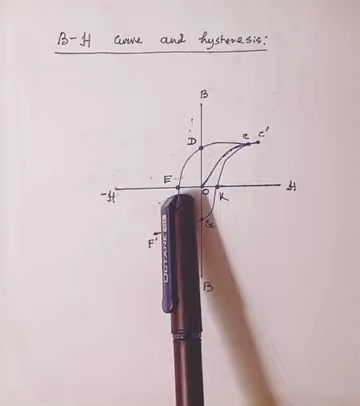 B-H curve and hysteresis:
B
D
C C'
E
-H O K H
G
F'
B
OCTANE